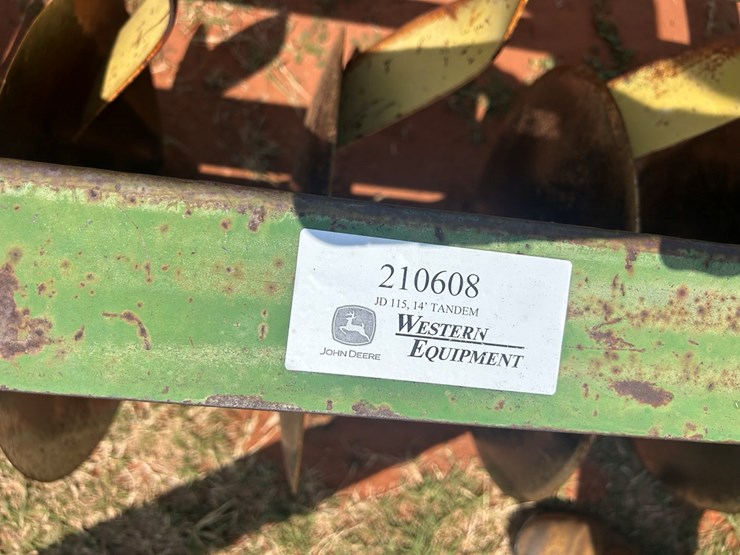 210608
JD 115, 14' TANDEM
JOHN DEERE
WESTERN
EQUIPMENT